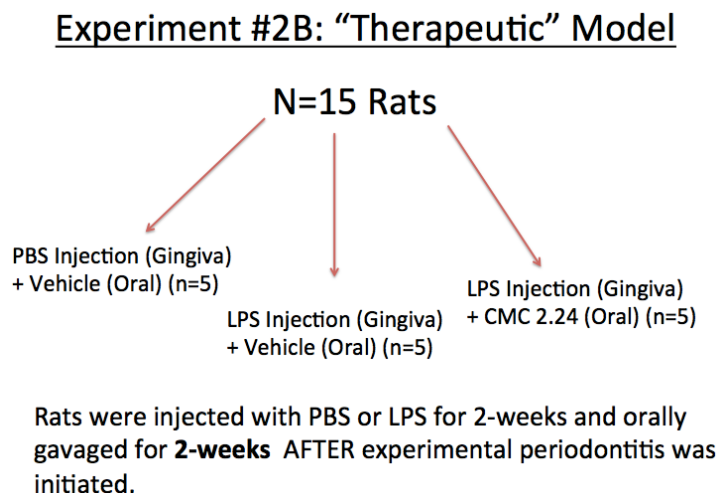 Experiment #2B: “Therapeutic” Model
N=15 Rats
PBS Injection (Gingiva)
+ Vehicle (Oral) (n=5)
LPS Injection (Gingiva)
+ Vehicle (Oral) (n=5)
LPS Injection (Gingiva)
+ CMC 2.24 (Oral) (n=5)
Rats were injected with PBS or LPS for 2-weeks and orally
gavaged for 2-weeks AFTER experimental periodontitis was
initiated.